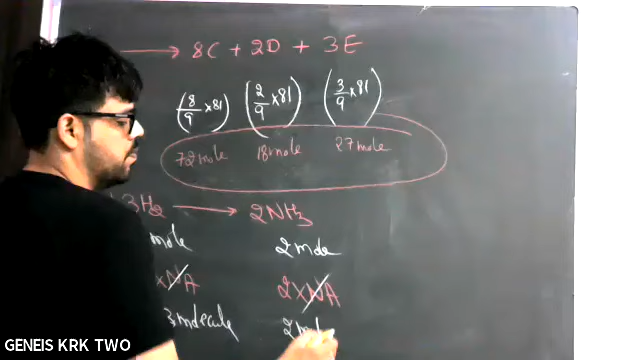 → 8C + 2D + 3E
(8/9 × 81) (2/9 × 81) (3/9 × 81)
72 mole 18 mole 27 mole
3H₂ → 2NH₃
mole 2 mole
×NA 2×NA
3 molecule 2 m
GENEIS KRK TWO